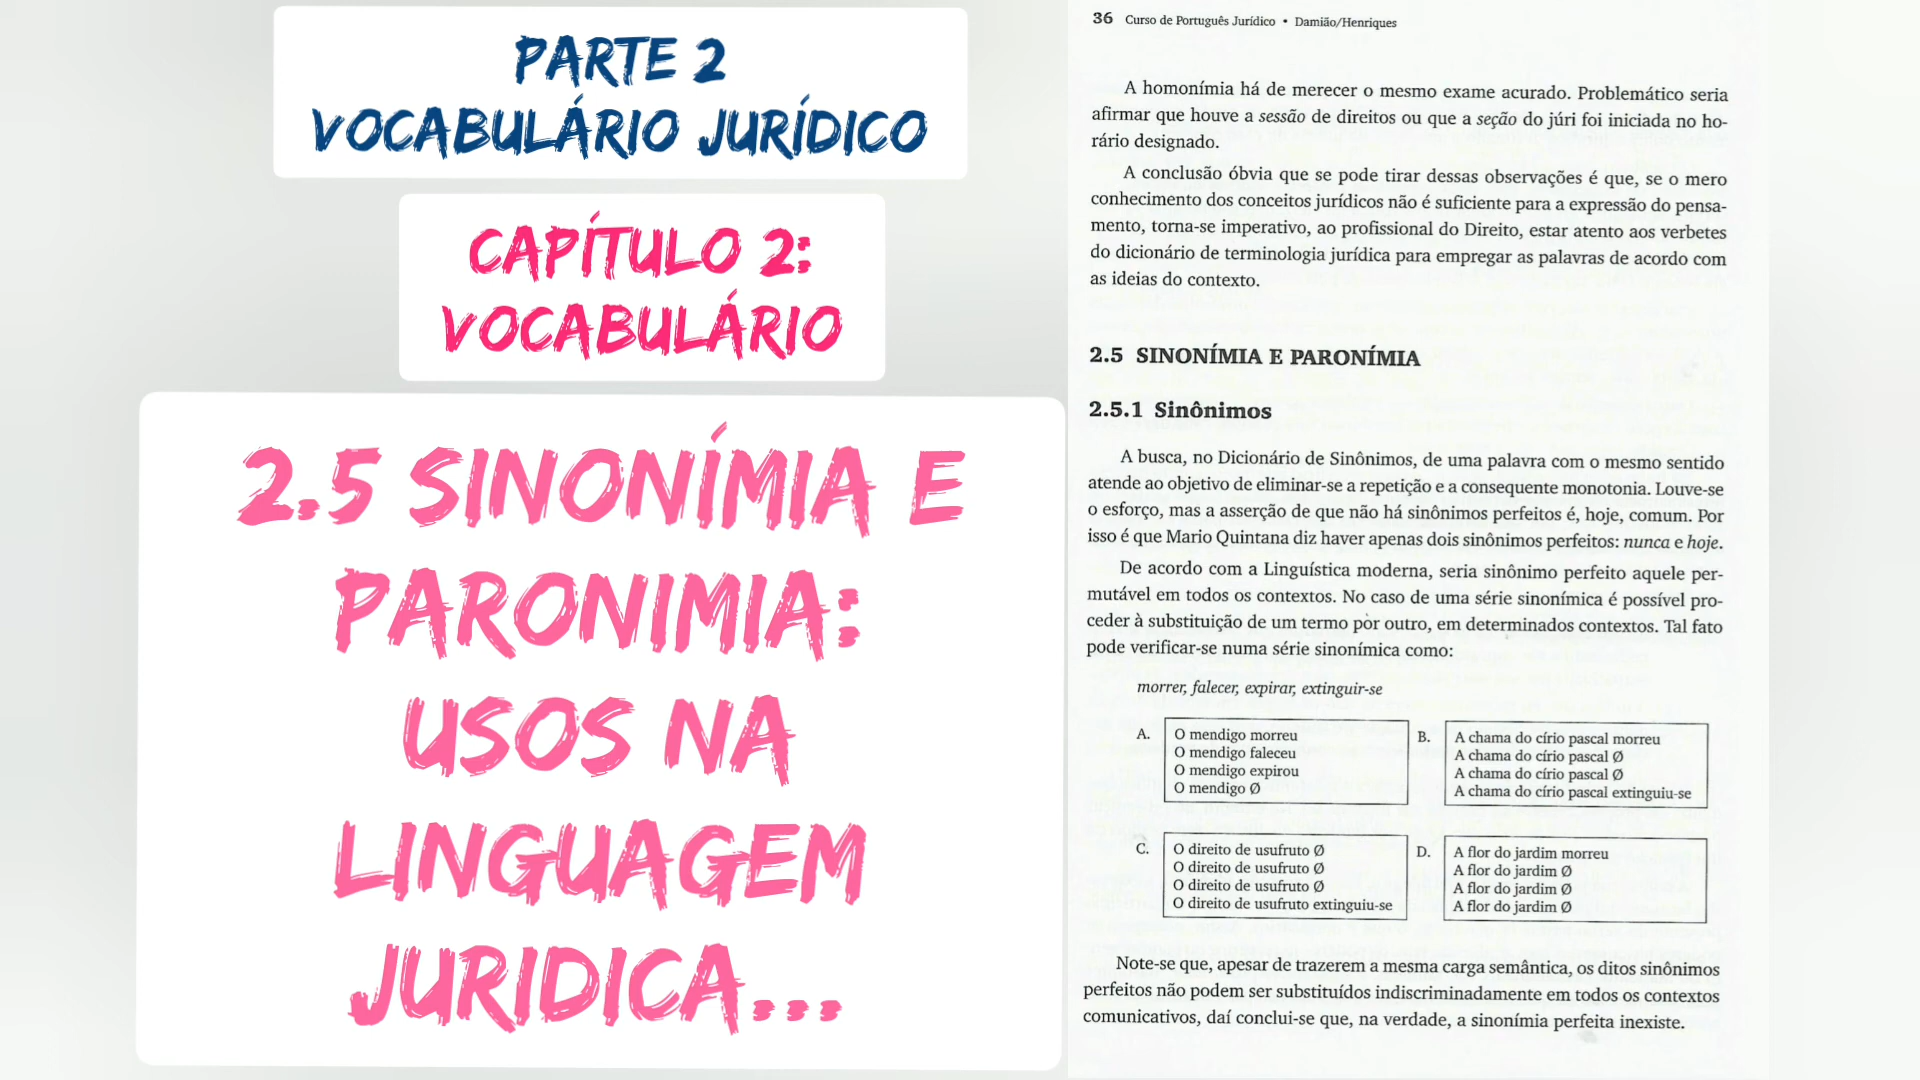 PARTE 2
VOCABULÁRIO JURÍDICO
CAPÍTULO 2:
VOCABULÁRIO
2.5 SINONÍMIA E
PARONIMIA:
USOS NA
LINGUAGEM
JURIDICA...
36 Curso de Português Jurídico • Damião/Henriques
A homonímia há de merecer o mesmo exame acurado. Problemático seria
afirmar que houve a sessão de direitos ou que a seção do júri foi iniciada no ho-
rário designado.
A conclusão óbvia que se pode tirar dessas observações é que, se o mero
conhecimento dos conceitos jurídicos não é suficiente para a expressão do pensa-
mento, torna-se imperativo, ao profissional do Direito, estar atento aos verbetes
do dicionário de terminologia jurídica para empregar as palavras de acordo com
as ideias do contexto.
2.5 SINONÍMIA E PARONÍMIA
2.5.1 Sinônimos
A busca, no Dicionário de Sinônimos, de uma palavra com o mesmo sentido
atende ao objetivo de eliminar-se a repetição e a consequente monotonia. Louve-se
o esforço, mas a asserção de que não há sinônimos perfeitos é, hoje, comum. Por
isso é que Mario Quintana diz haver apenas dois sinônimos perfeitos: nunca e hoje.
De acordo com a Linguística moderna, seria sinônimo perfeito aquele per-
mutável em todos os contextos. No caso de uma série sinonímica é possível pro-
ceder à substituição de um termo por outro, em determinados contextos. Tal fato
pode verificar-se numa série sinonímica como:
morrer, falecer, expirar, extinguir-se
A. O mendigo morreu
O mendigo faleceu
O mendigo expirou
O mendigo Ø
B. A chama do círio pascal morreu
A chama do círio pascal Ø
A chama do círio pascal Ø
A chama do círio pascal extinguiu-se
C. O direito de usufruto Ø
O direito de usufruto Ø
O direito de usufruto Ø
O direito de usufruto extinguiu-se
D. A flor do jardim morreu
A flor do jardim Ø
A flor do jardim Ø
A flor do jardim Ø
Note-se que, apesar de trazerem a mesma carga semântica, os ditos sinônimos
perfeitos não podem ser substituídos indiscriminadamente em todos os contextos
comunicativos, daí conclui-se que, na verdade, a sinonímia perfeita inexiste.